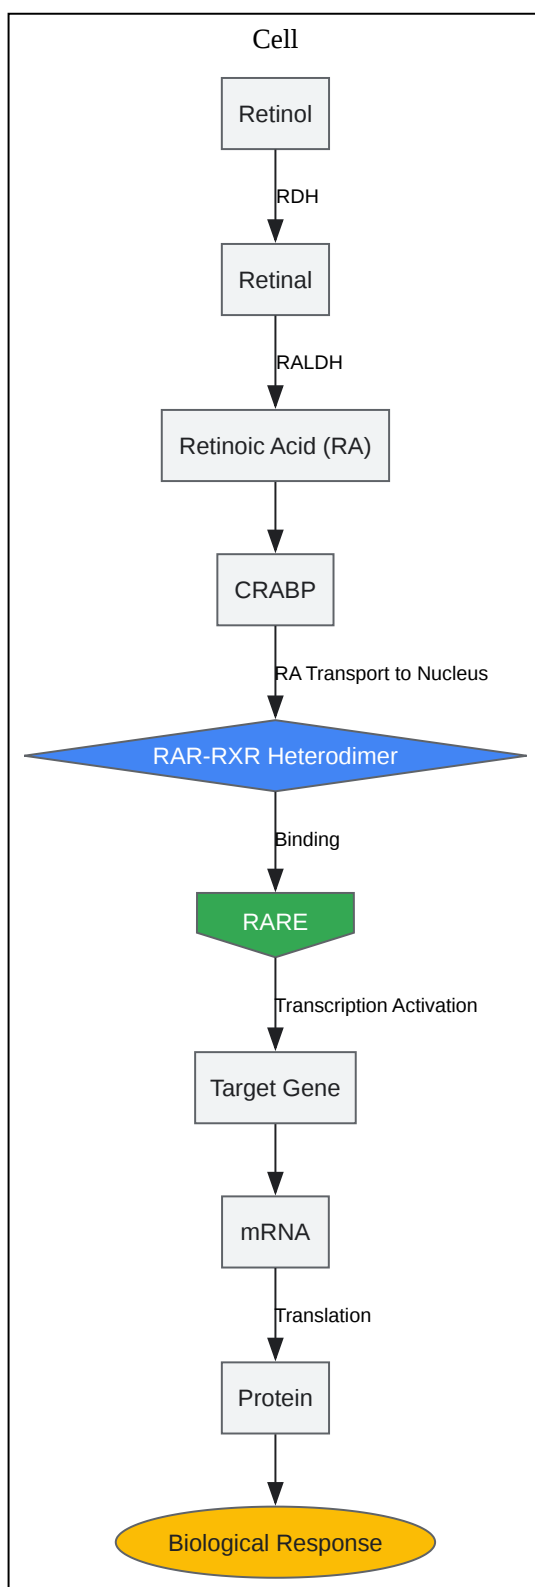 Cell
Retinol
RDH
Retinal
RALDH
Retinoic Acid (RA)
CRABP
RA Transport to Nucleus
RAR-RXR Heterodimer
Binding
RARE
Transcription Activation
Target Gene
mRNA
Translation
Protein
Biological Response